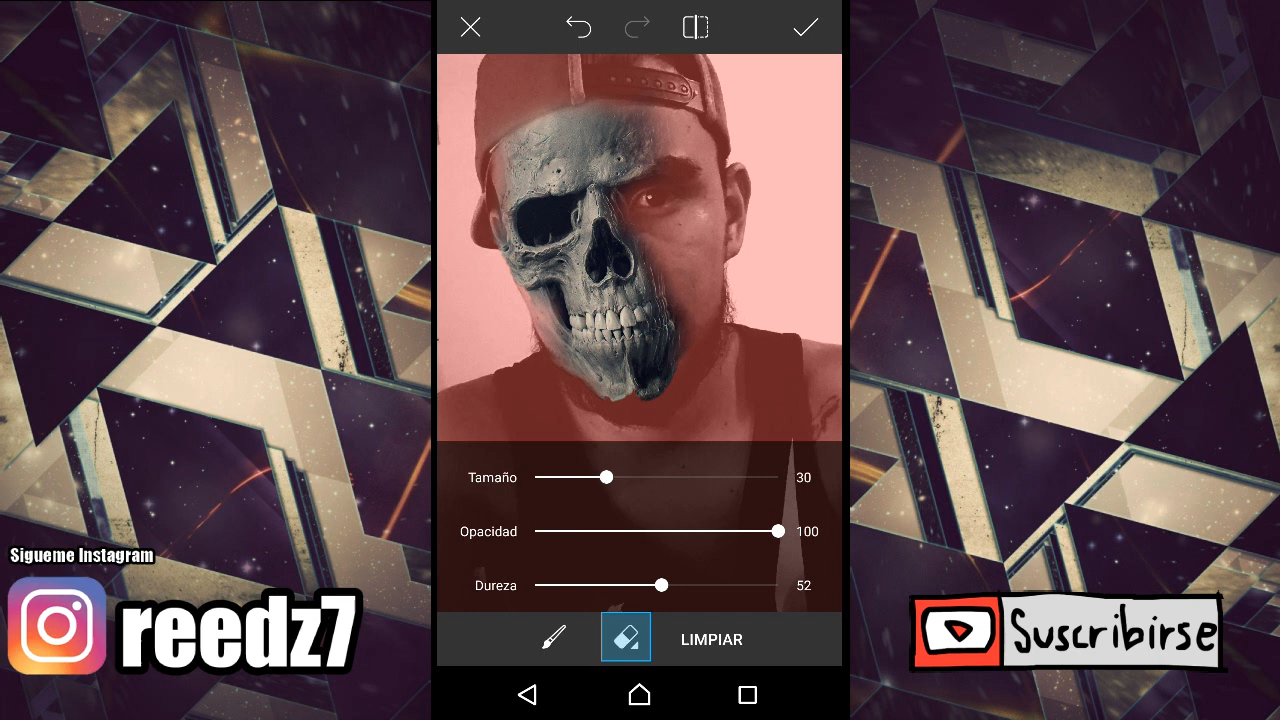 Tamaño 30
Opacidad 100
Dureza 52
LIMPIAR
Sigueme Instagram
reedz7
Suscribirse